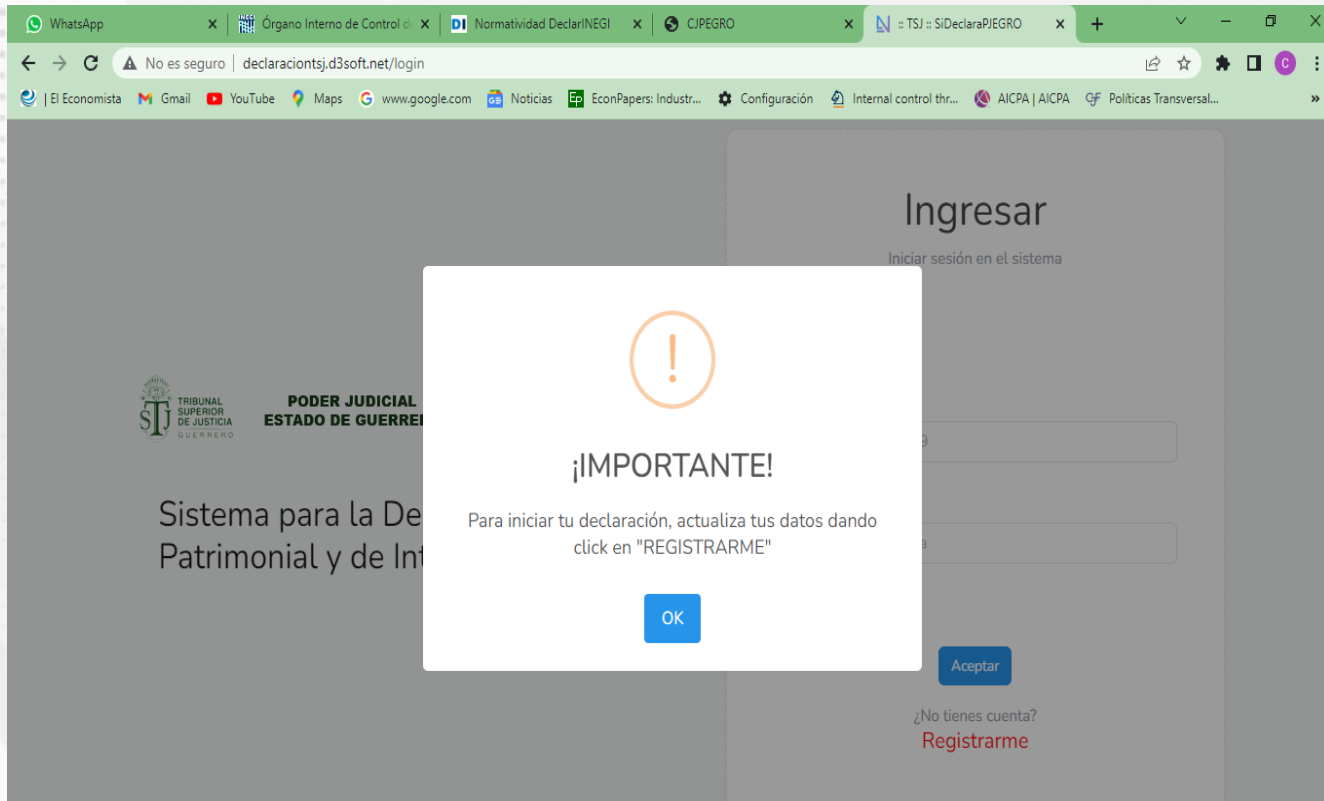 WhatsApp
Órgano Interno de Control d
Normatividad DeclarINEGI
CJPEGRO
:: TSJ :: SiDeclaraPJEGRO
No es seguro
declaraciontsj.d3soft.net/login
C
| El Economista
Gmail
YouTube
Maps
www.google.com
Noticias
EconPapers: Industr...
Configuración
Internal control thr...
AICPA | AICPA
Políticas Transversal...
Ingresar
Iniciar sesión en el sistema
TRIBUNAL
SUPERIOR
DE JUSTICIA
GUERRERO
PODER JUDICIAL
ESTADO DE GUERRE
Sistema para la De
Patrimonial y de Int
¡IMPORTANTE!
Para iniciar tu declaración, actualiza tus datos dando
click en "REGISTRARME"
OK
9
a
Aceptar
¿No tienes cuenta?
Registrarme